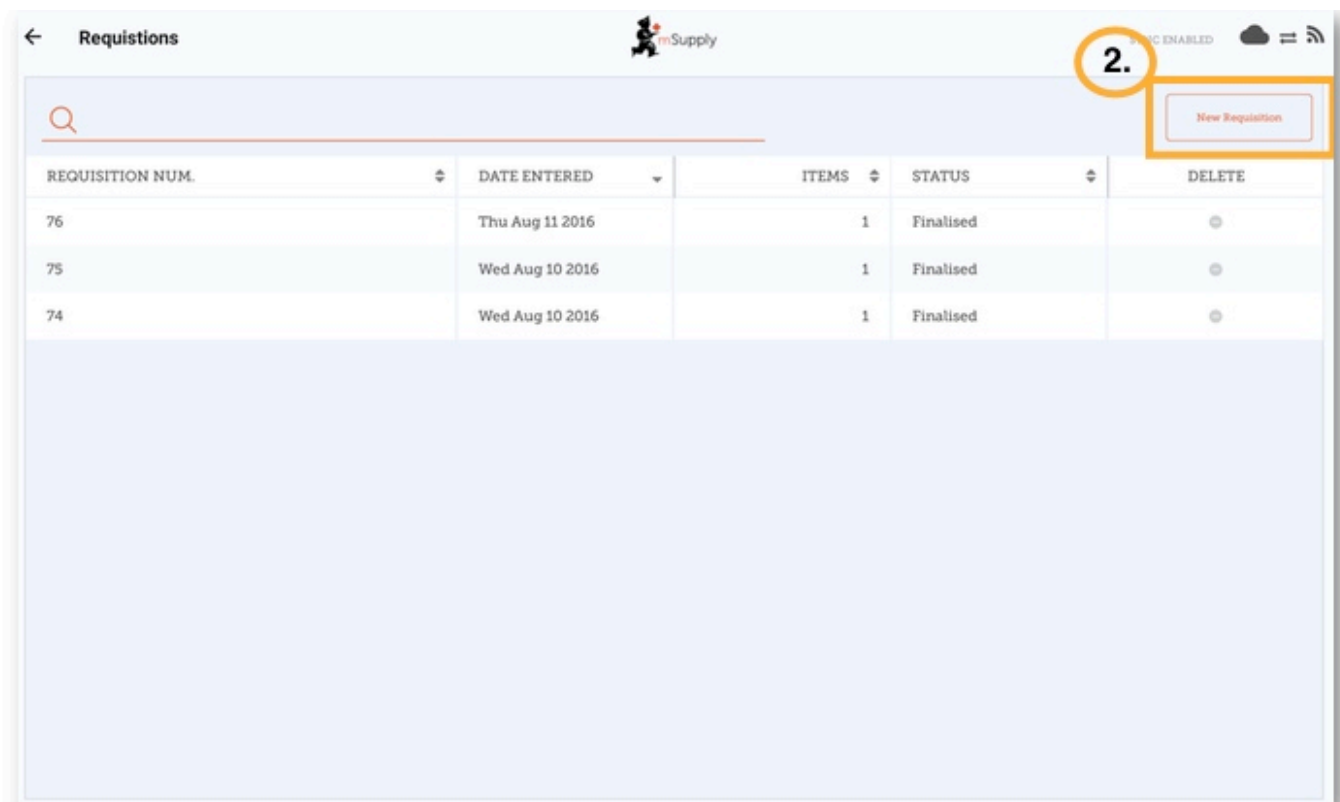 Requistions
mSupply
ENABLED
2.
New Requisition
REQUISITION NUM. DATE ENTERED ITEMS STATUS DELETE
76 Thu Aug 11 2016 1 Finalised
75 Wed Aug 10 2016 1 Finalised
74 Wed Aug 10 2016 1 Finalised